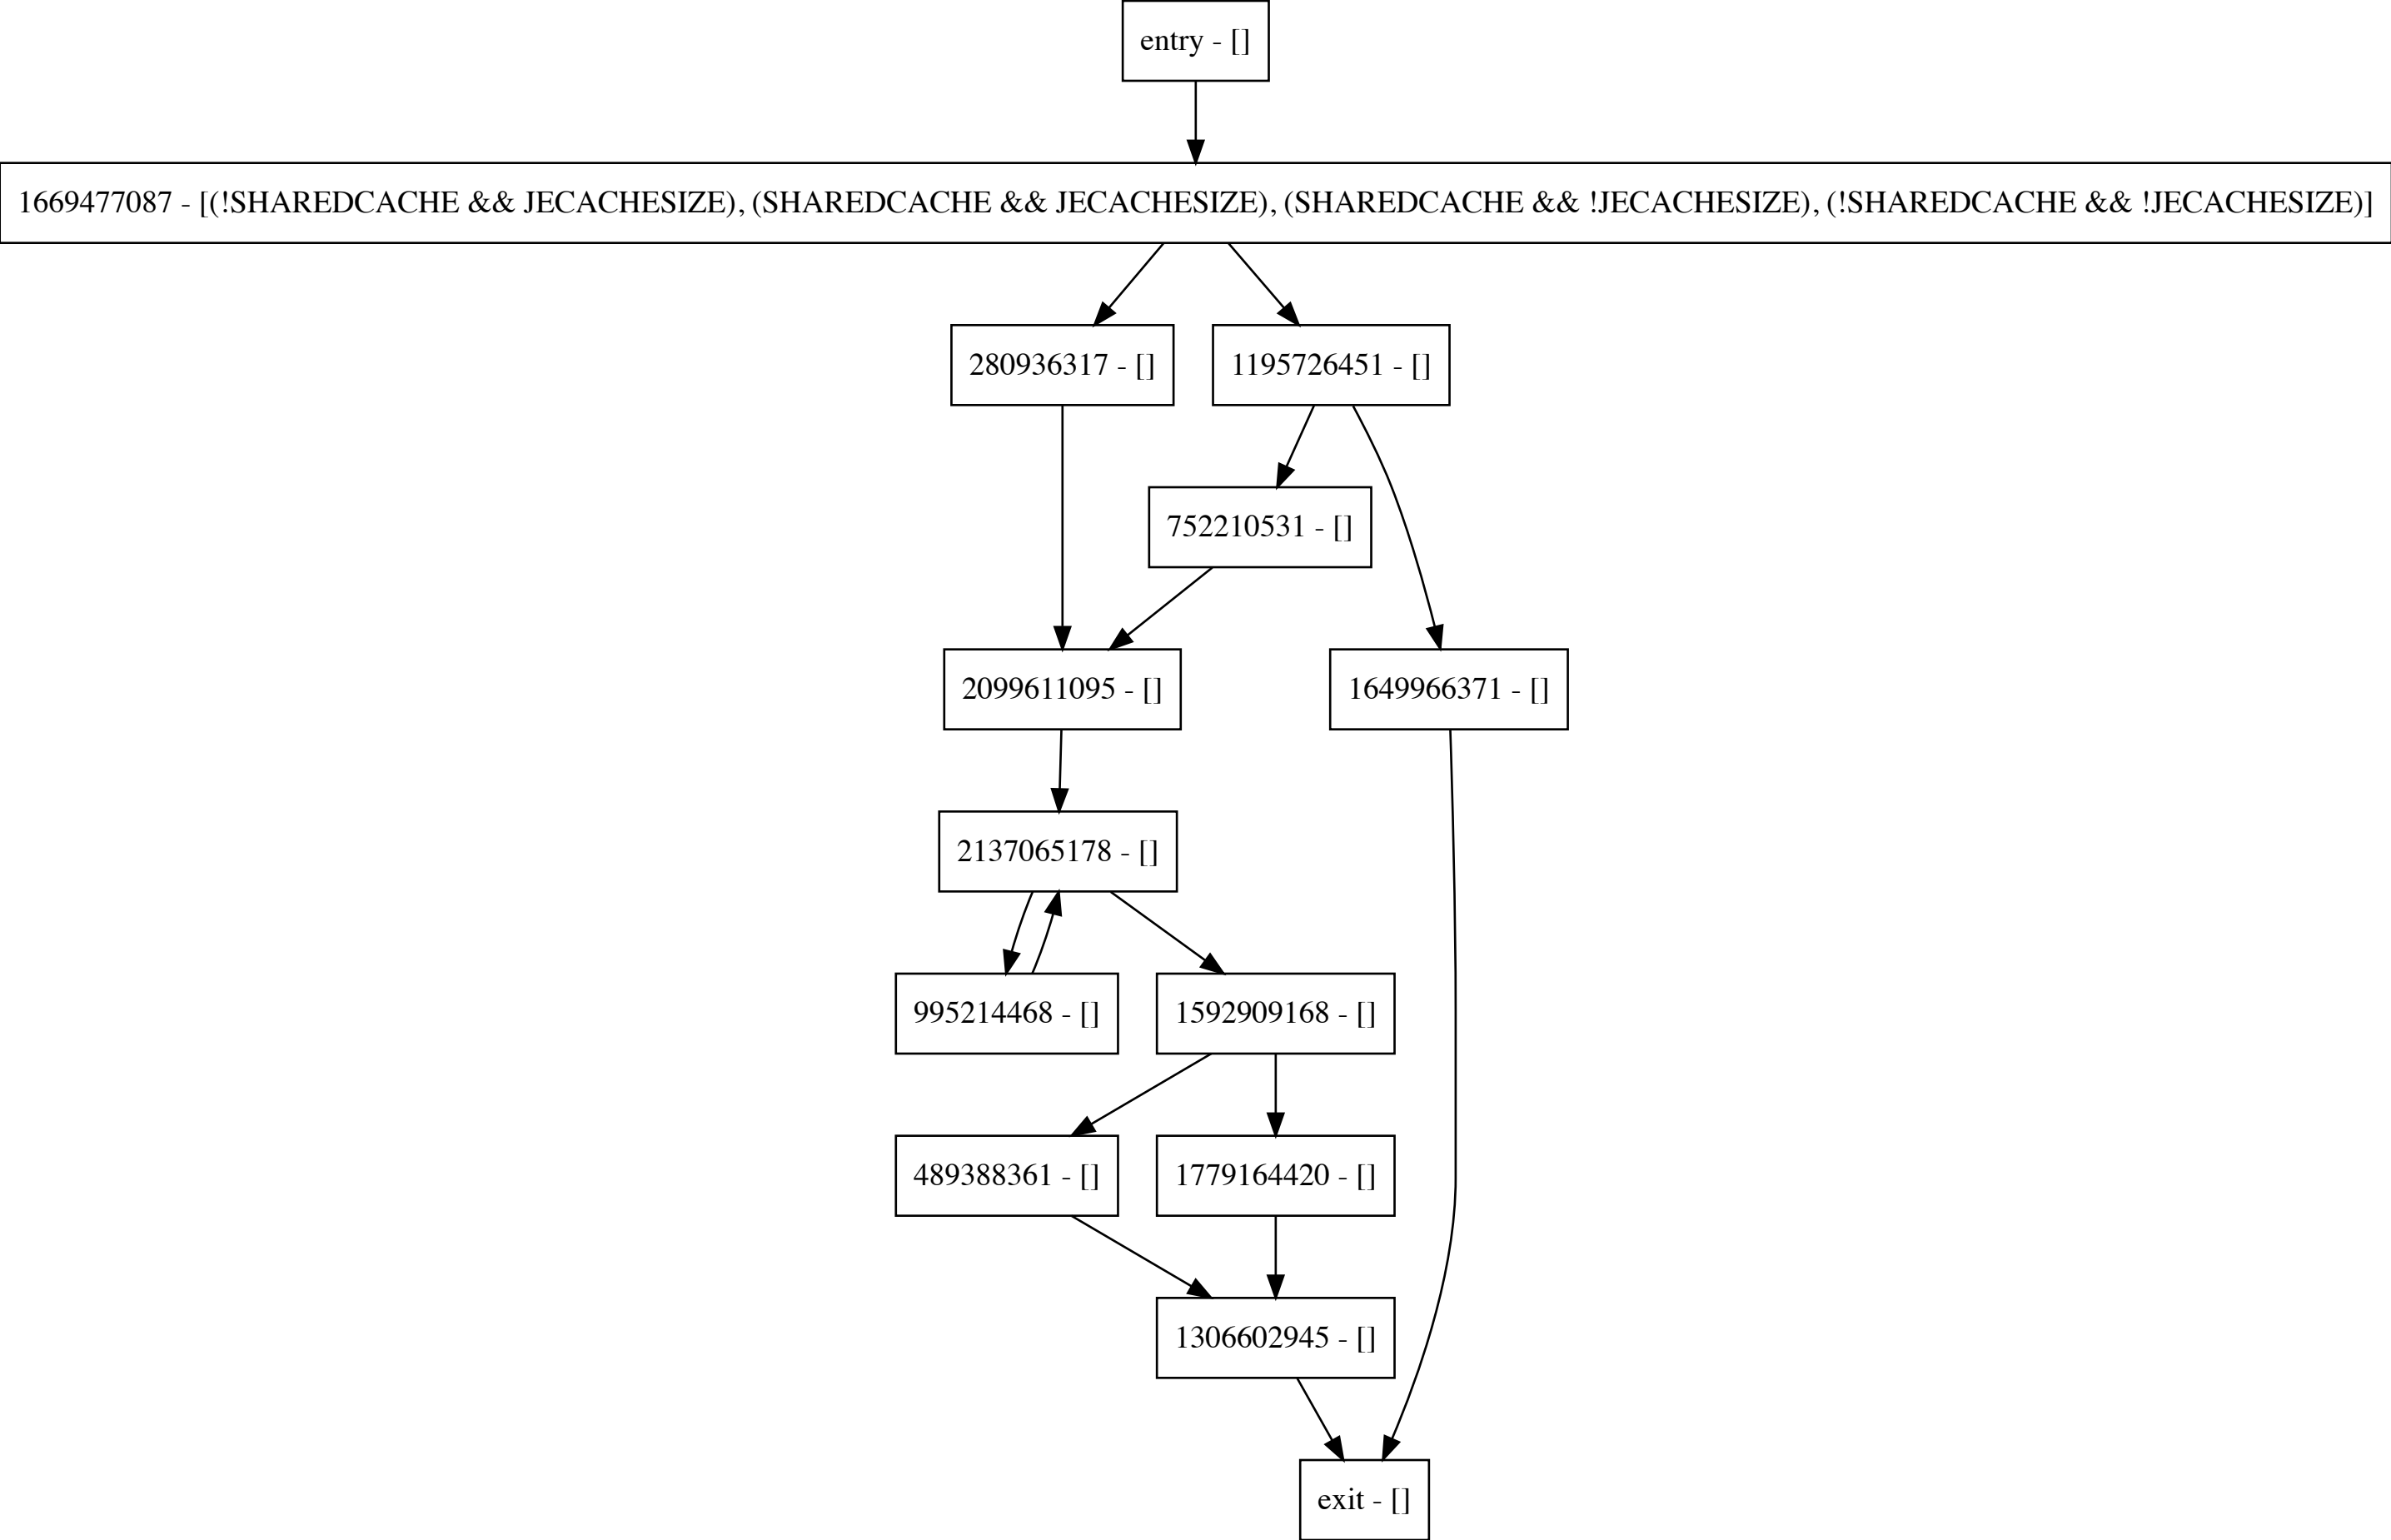 entry - []
1669477087 - [(!SHAREDCACHE && JECACHESIZE), (SHAREDCACHE && JECACHESIZE), (SHAREDCACHE && !JECACHESIZE), (!SHAREDCACHE && !JECACHESIZE)]
280936317 - []
1195726451 - []
752210531 - []
2099611095 - []
1649966371 - []
2137065178 - []
995214468 - []
1592909168 - []
489388361 - []
1779164420 - []
1306602945 - []
exit - []